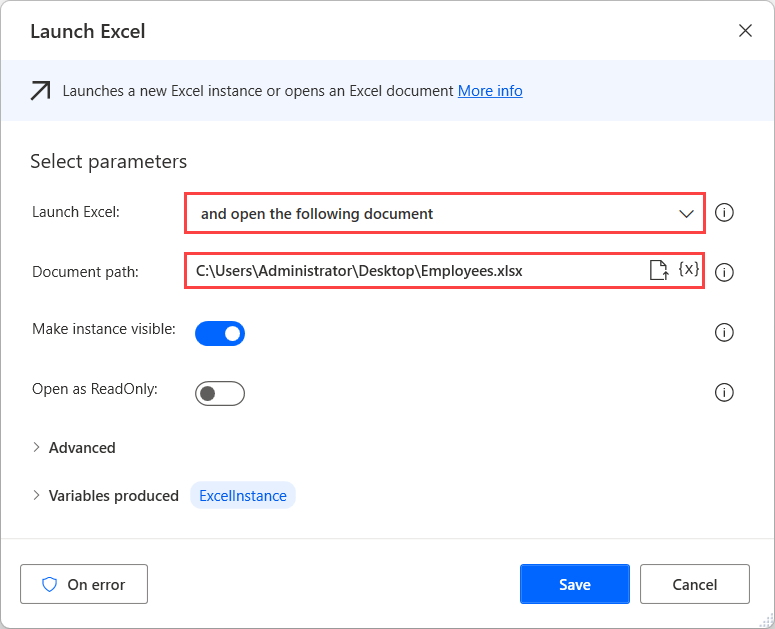 Launch Excel
Launches a new Excel instance or opens an Excel document More info
Select parameters
Launch Excel: and open the following document
Document path: C:\Users\Administrator\Desktop\Employees.xlsx {x}
Make instance visible:
Open as ReadOnly:
Advanced
Variables produced ExcelInstance
On error Save Cancel